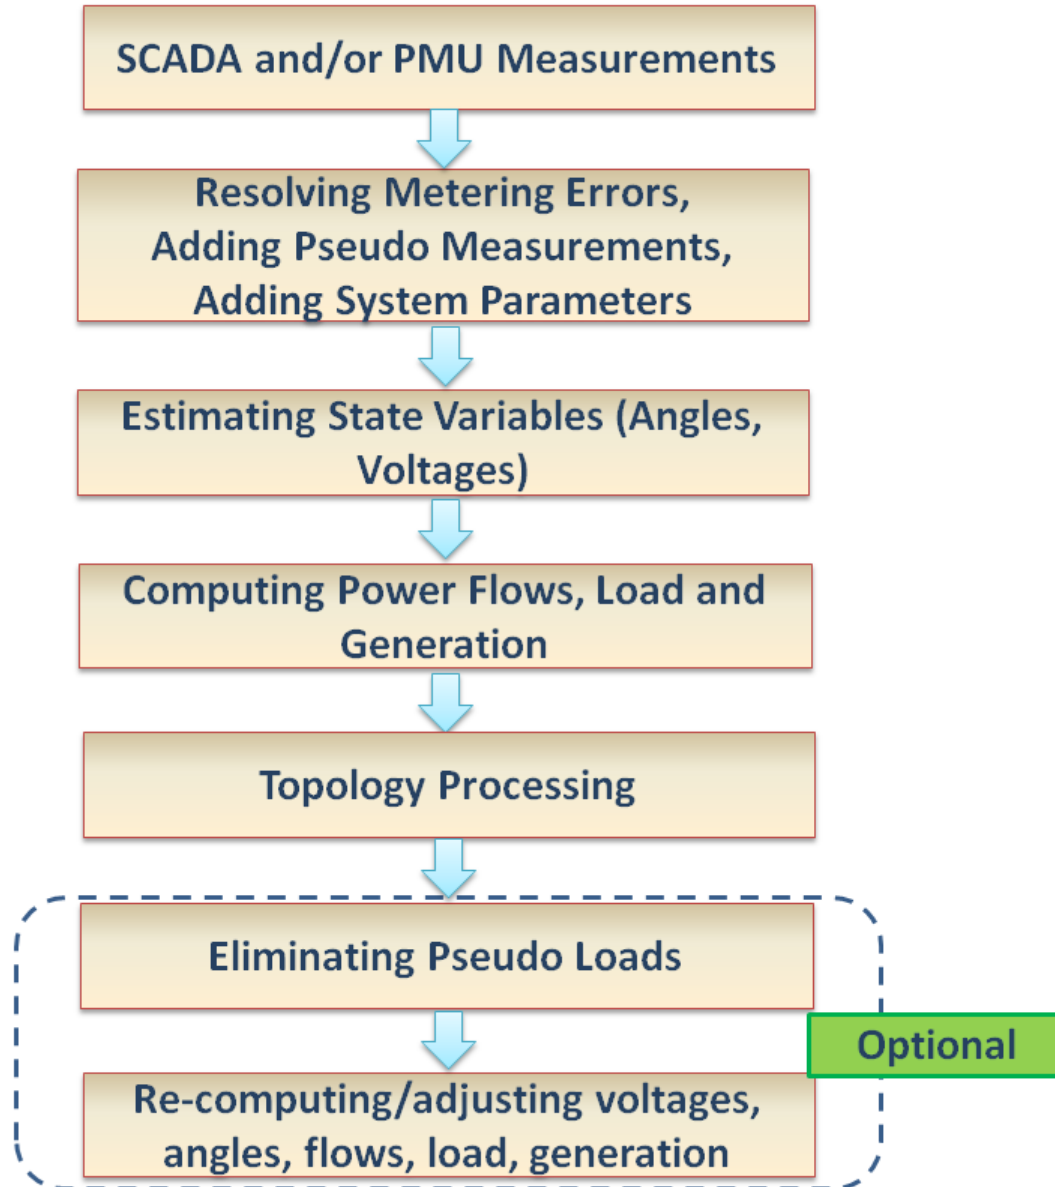 SCADA and/or PMU Measurements
Resolving Metering Errors,
Adding Pseudo Measurements,
Adding System Parameters
Estimating State Variables (Angles,
Voltages)
Computing Power Flows, Load and
Generation
Topology Processing
Eliminating Pseudo Loads
Optional
Re-computing/adjusting voltages,
angles, flows, load, generation